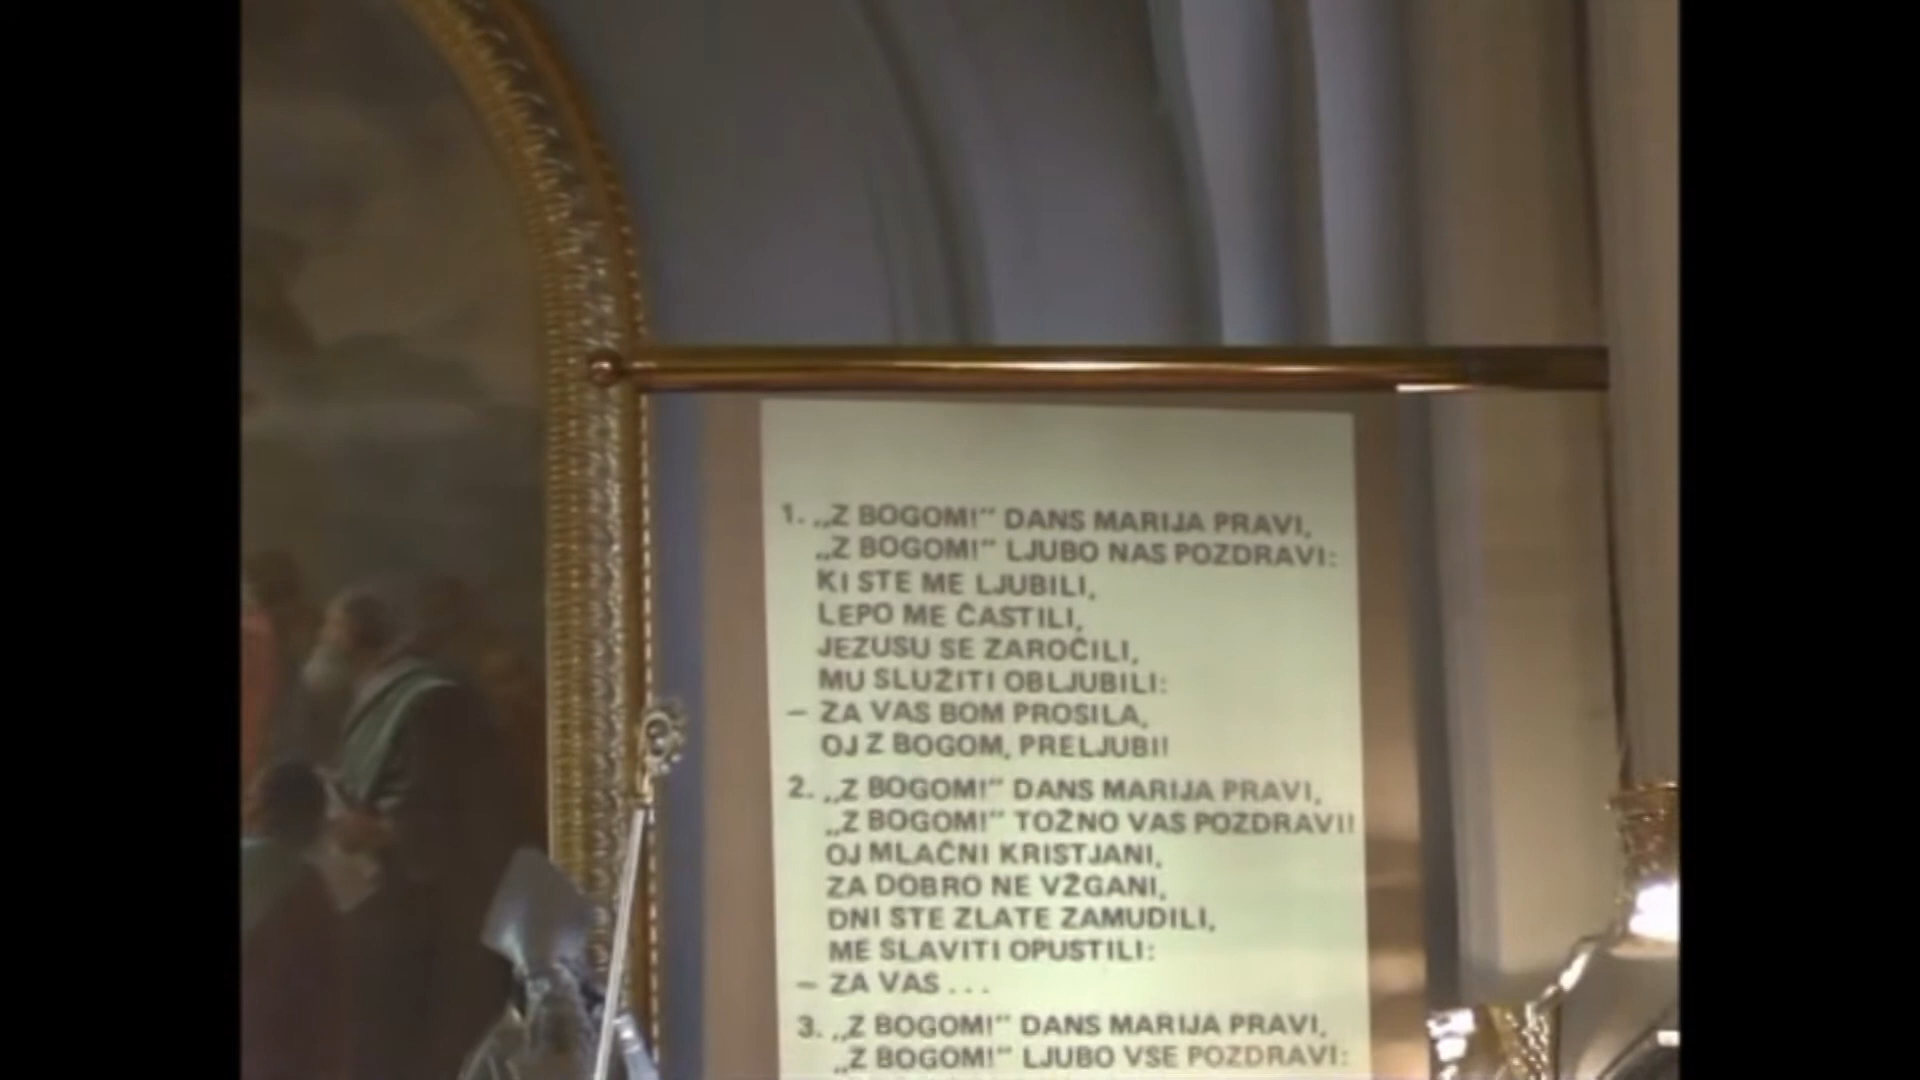 1. „Z BOGOM!“ DANS MARIJA PRAVI,
„Z BOGOM!“ LJUBO NAS POZDRAVI:
KI STE ME LJUBILI,
LEPO ME ČASTILI,
JEZUSU SE ZAROČILI,
MU SLUŽITI OBLJUBILI:
– ZA VAS BOM PROSILA,
OJ Z BOGOM, PRELJUBI!
2. „Z BOGOM!“ DANS MARIJA PRAVI,
„Z BOGOM!“ TOŽNO VAS POZDRAVI!
OJ MLAČNI KRISTJANI,
ZA DOBRO NE VŽGANI,
DNI STE ZLATE ZAMUDILI,
ME SLAVITI OPUSTILI:
– ZA VAS . . .
3. „Z BOGOM!“ DANS MARIJA PRAVI,
„Z BOGOM!“ LJUBO VSE POZDRAVI: